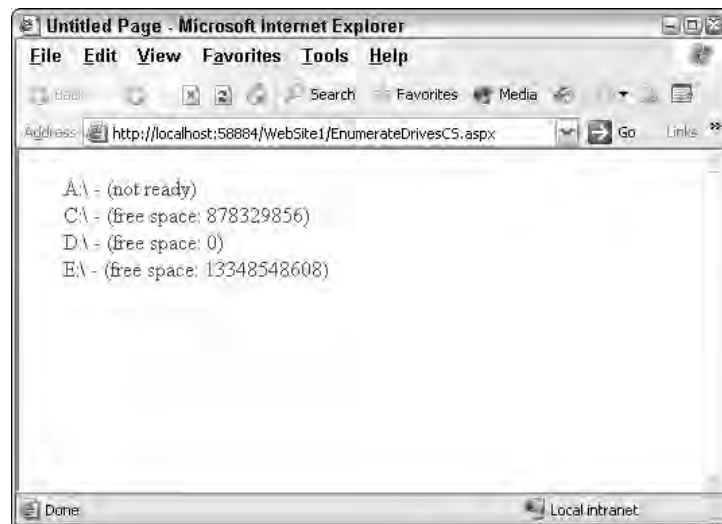 Untitled Page - Microsoft Internet Explorer
File Edit View Favorites Tools Help
Back Search Favorites Media
Address http://localhost:58884/WebSite1/EnumerateDrivesCS.aspx Go Links »
A:\ - (not ready)
C:\ - (free space: 878329856)
D:\ - (free space: 0)
E:\ - (free space: 13348548608)
Done Local intranet